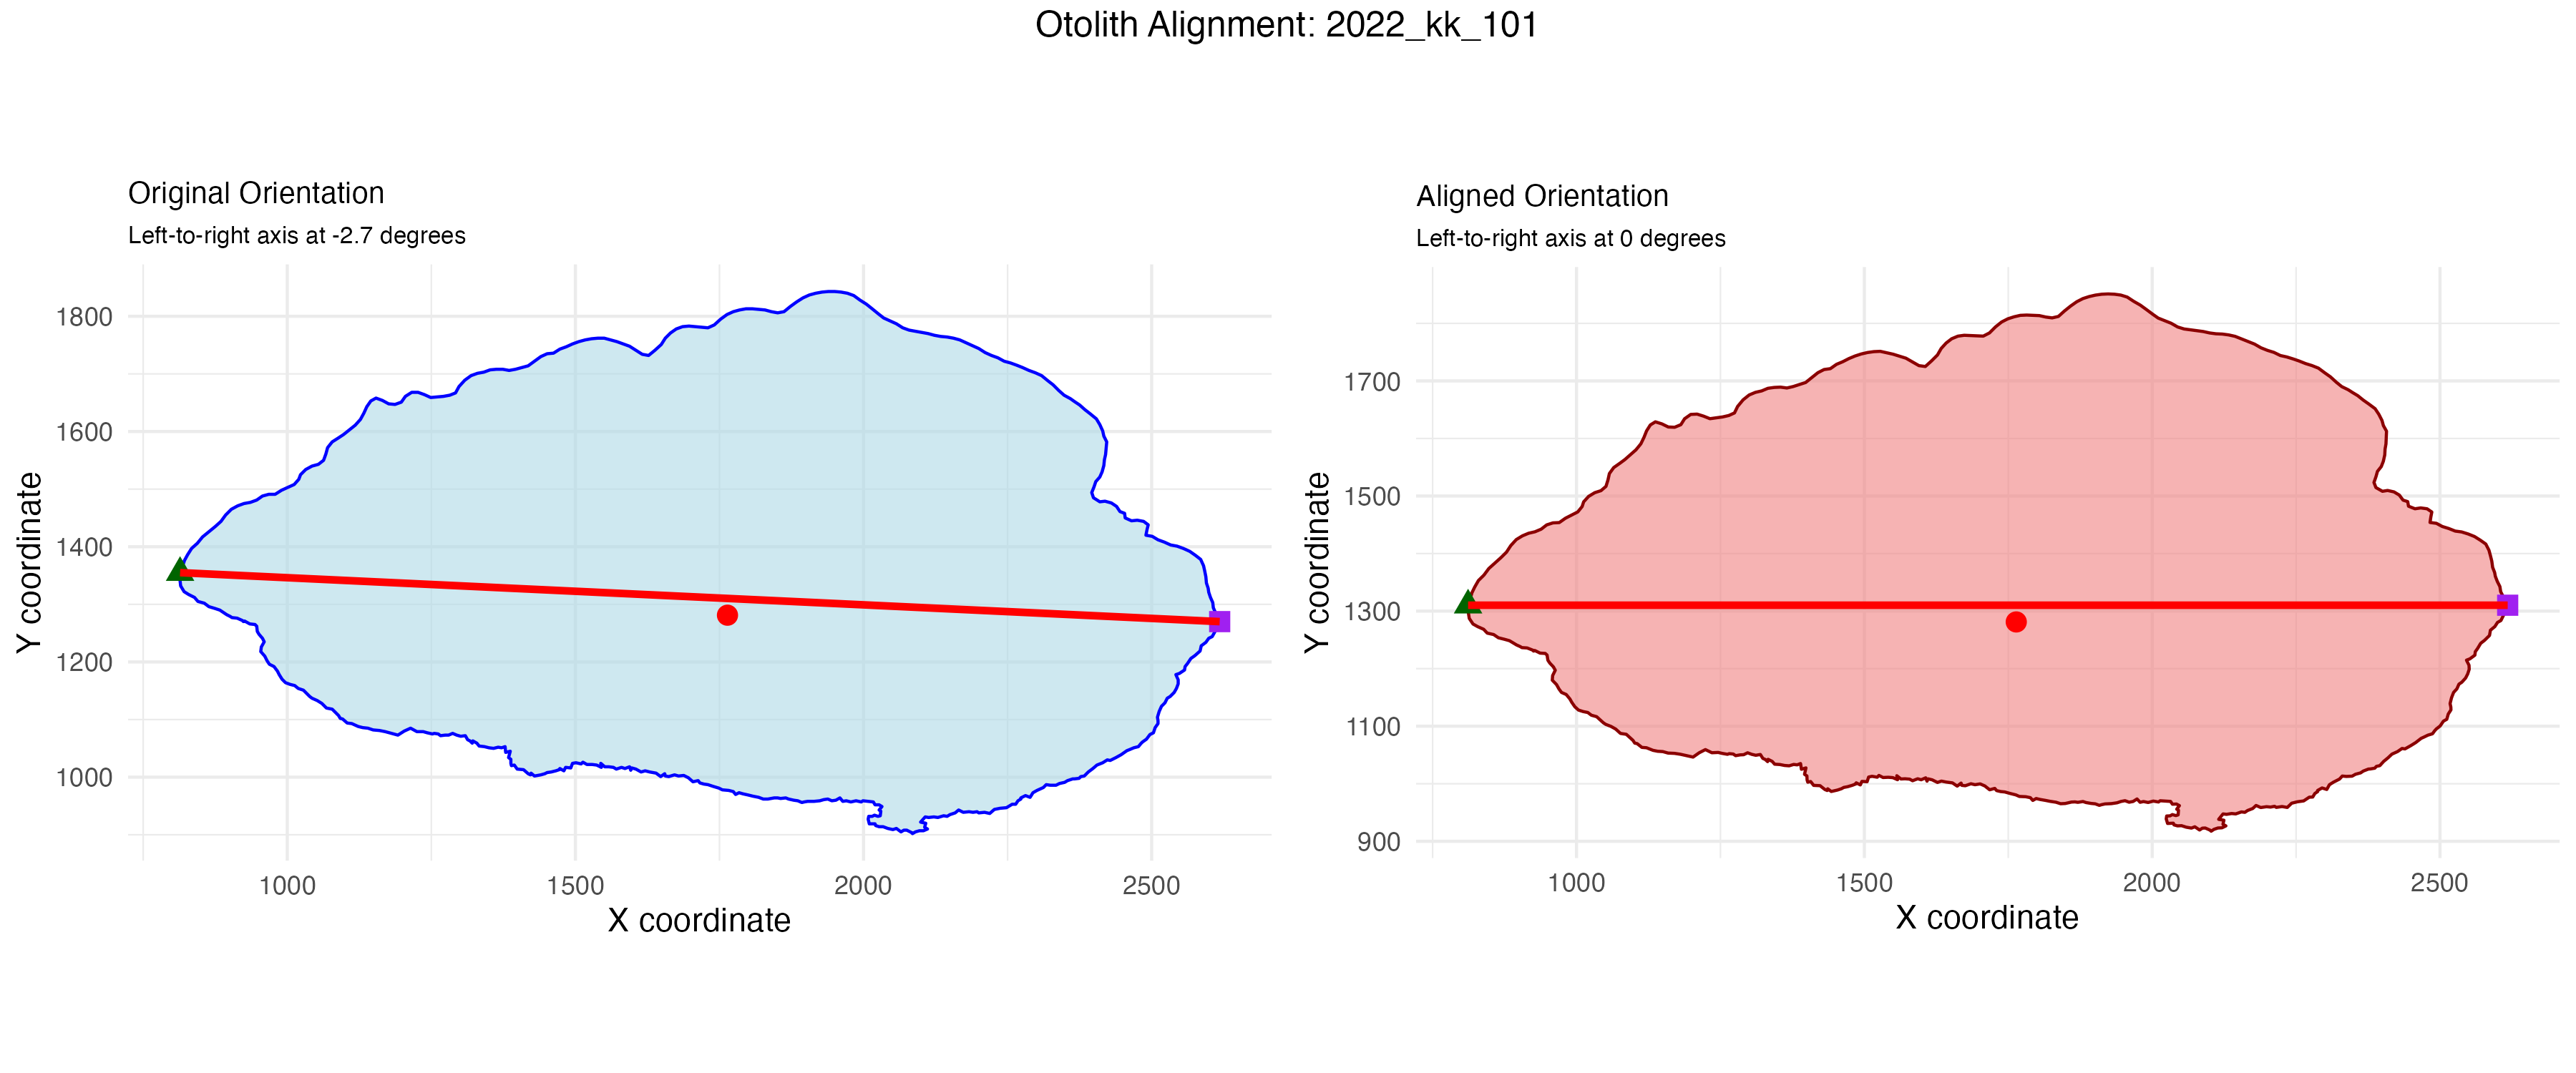 Otolith Alignment: 2022_kk_101
Original Orientation
Left-to-right axis at -2.7 degrees
1800
1600
1400
1200
1000
Y coordinate
1000 1500 2000 2500
X coordinate
Aligned Orientation
Left-to-right axis at 0 degrees
1700
1500
1300
1100
900
Y coordinate
1000 1500 2000 2500
X coordinate